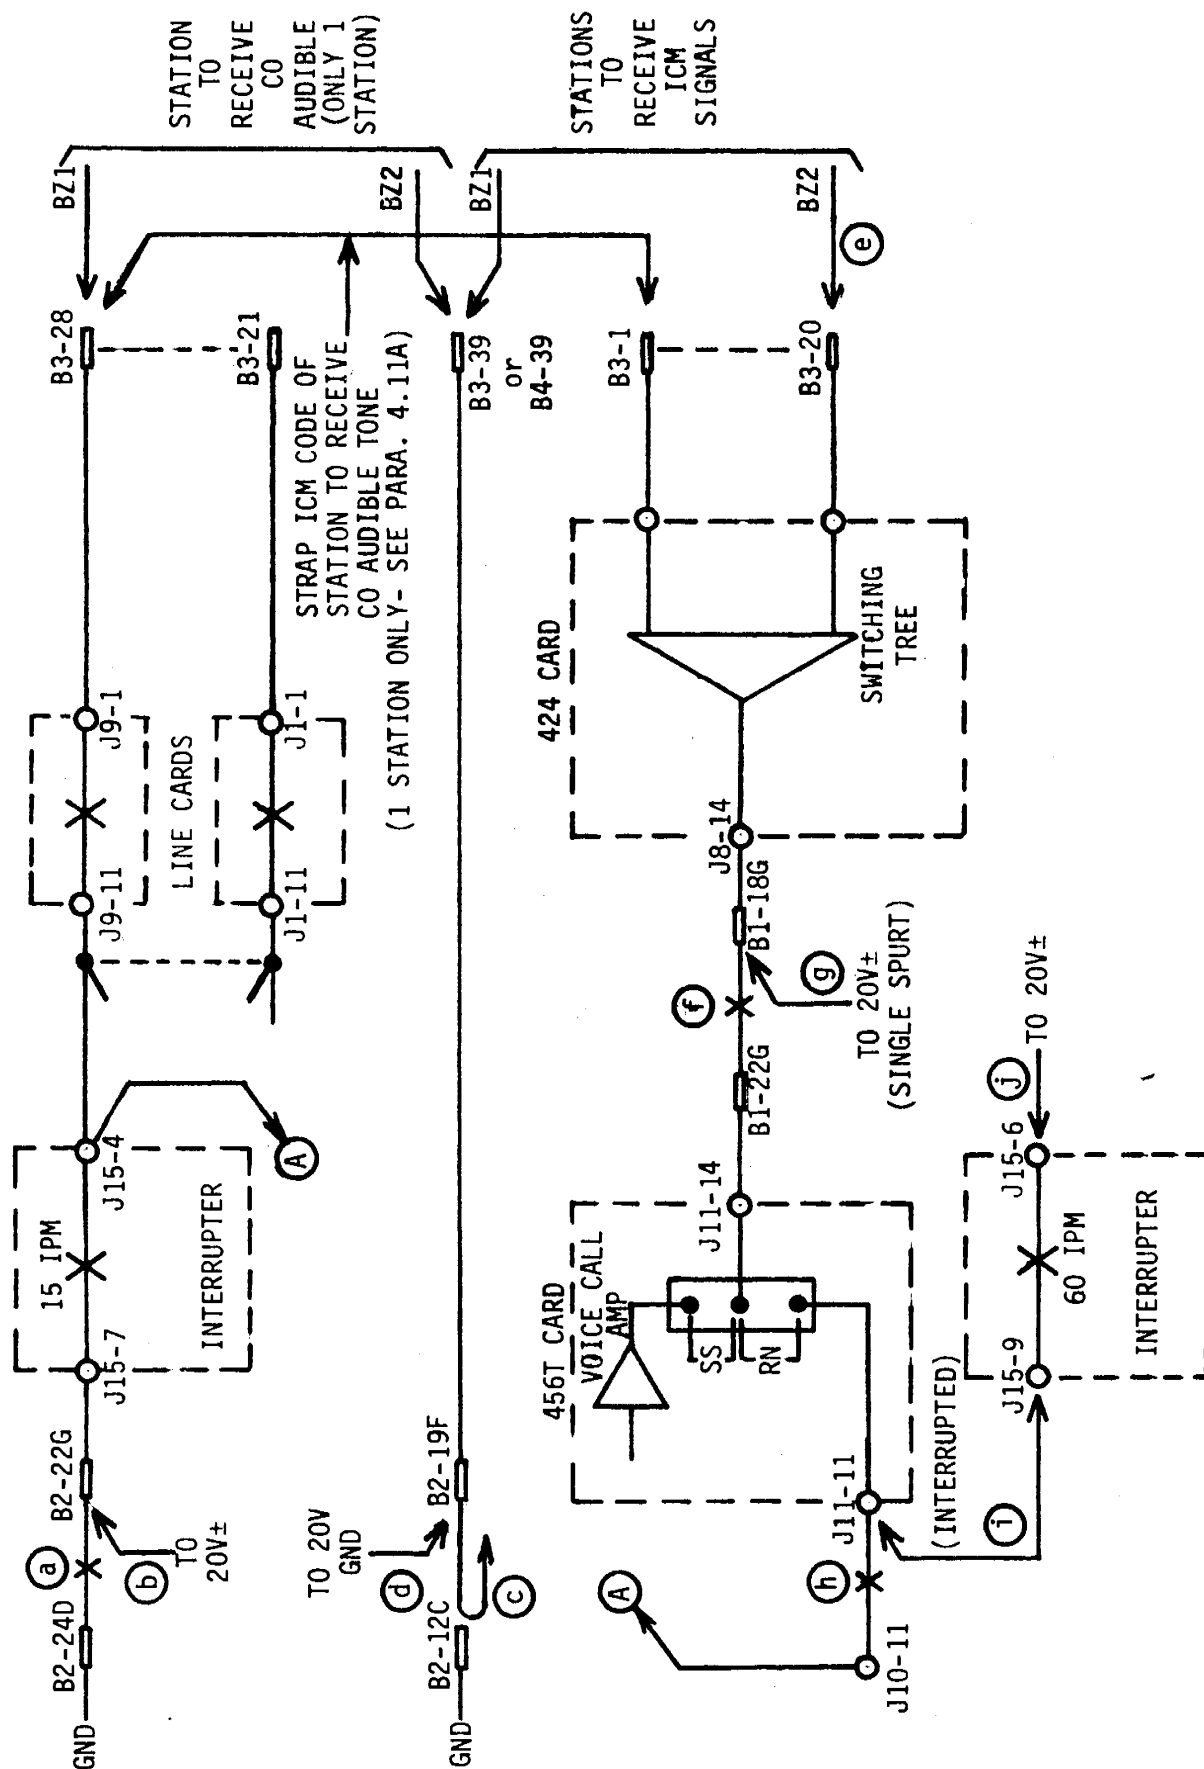 GND
B2-24D
a
b
TO
20V±
B2-22G
J15-7
15 IPM
INTERRUPTER
J15-4
A
J9-11
J9-1
LINE CARDS
J1-11
J1-1
B3-28
B3-21
BZ1
STATION
TO
RECEIVE
CO
AUDIBLE
(ONLY 1
STATION)
STRAP ICM CODE OF
STATION TO RECEIVE
CO AUDIBLE TONE
(1 STATION ONLY- SEE PARA. 4.11A)
GND
B2-12C
c
d
TO 20V
GND
B2-19F
B3-39
or
B4-39
BZ2
BZ1
STATIONS
TO
RECEIVE
ICM
SIGNALS
BZ2
e
B3-1
B3-20
424 CARD
SWITCHING
TREE
J8-14
B1-18G
f
g
TO 20V±
(SINGLE SPURT)
B1-22G
J11-14
456T CARD
VOICE CALL
AMP
SS
RN
J11-11
(INTERRUPTED)
A
h
J10-11
i
J15-9
60 IPM
INTERRUPTER
J15-6
j
TO 20V±